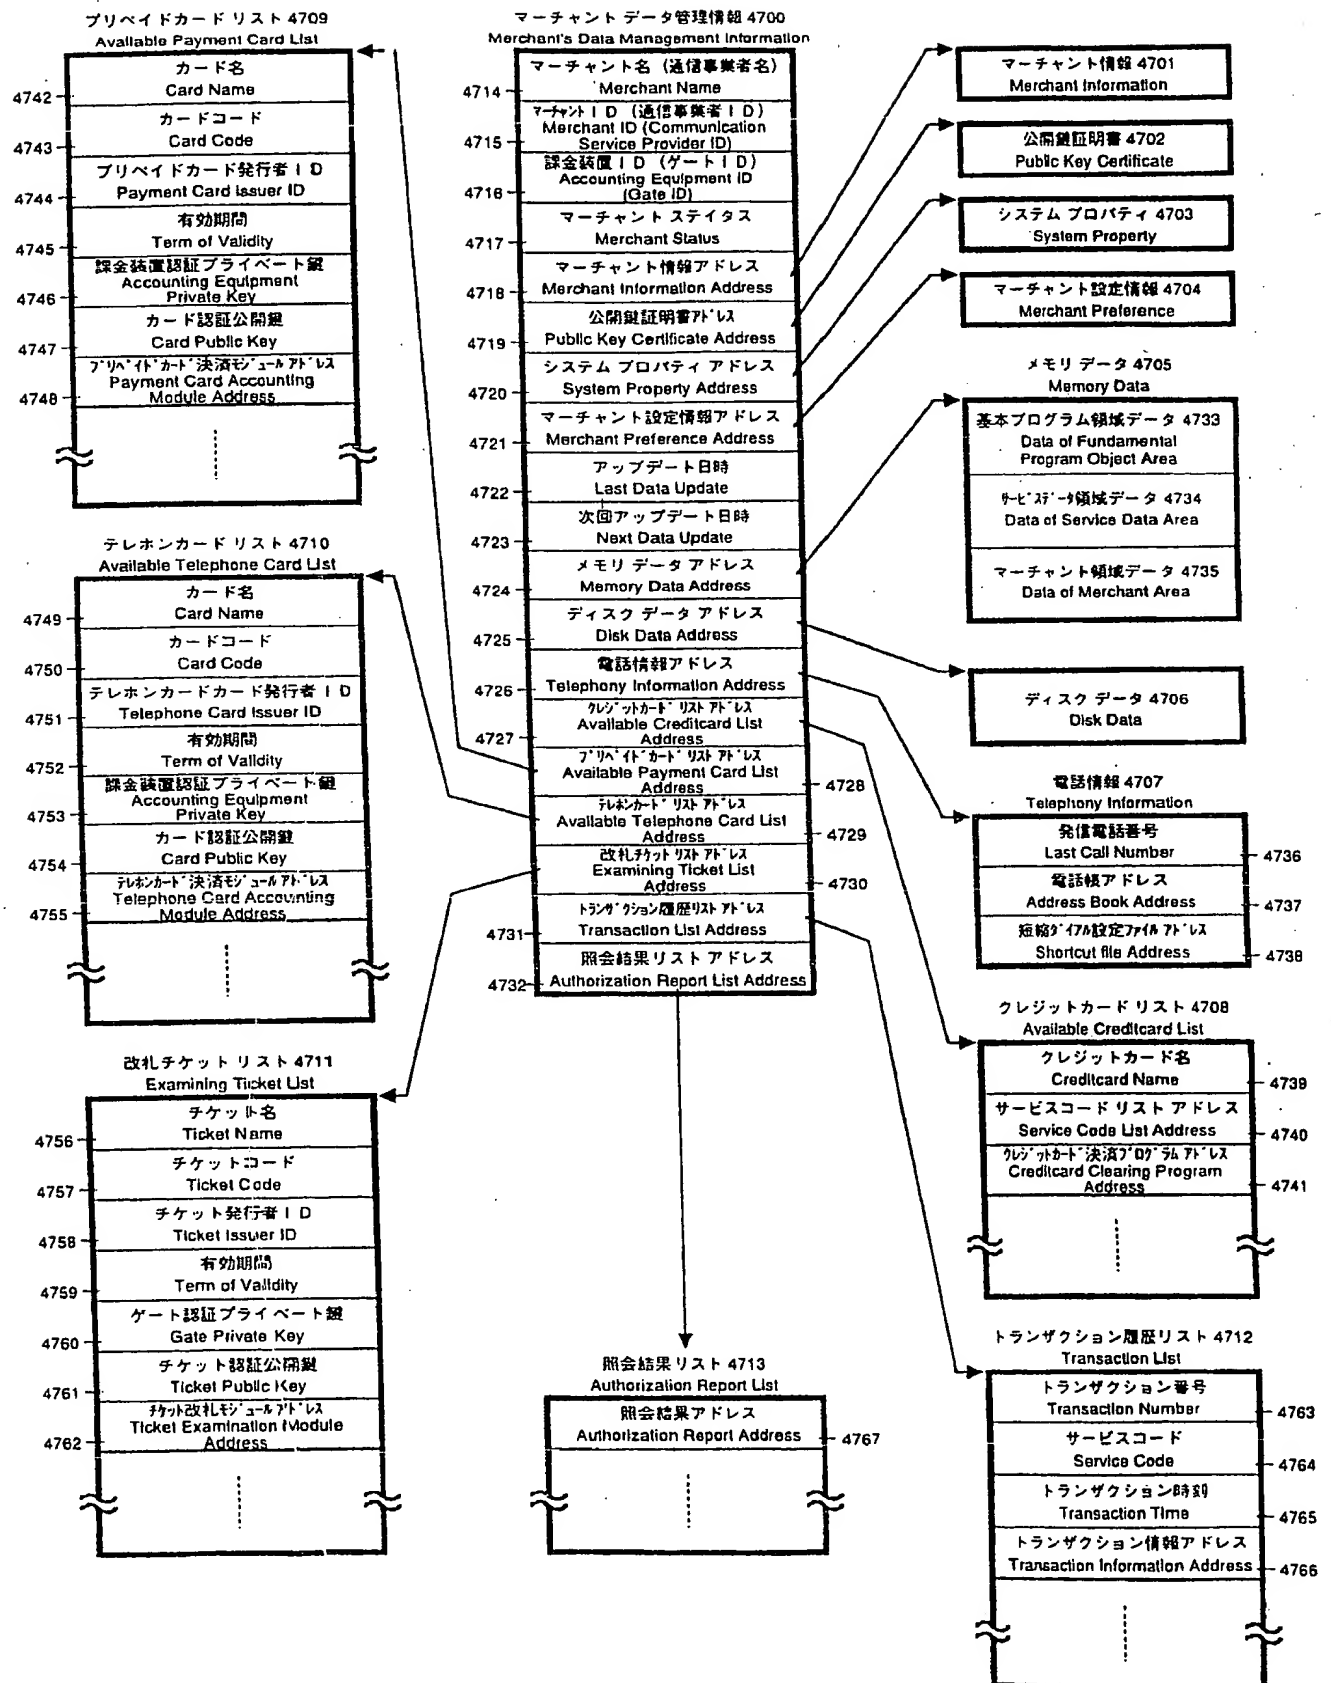 プリペイドカード リスト 4709
Available Payment Card List
カード名
Card Name
4742
カードコード
Card Code
4743
プリペイドカード発行者ID
Payment Card Issuer ID
4744
有効期間
Term of Validity
4745
課金装置認証プライベート鍵
Accounting Equipment
Private Key
4746
カード認証公開鍵
Card Public Key
4747
プリペイドカード決済モジュールアドレス
Payment Card Accounting
Module Address
4748
テレホンカード リスト 4710
Available Telephone Card List
カード名
Card Name
4749
カードコード
Card Code
4750
テレホンカードカード発行者ID
Telephone Card Issuer ID
4751
有効期間
Term of Validity
4752
課金装置認証プライベート鍵
Accounting Equipment
Private Key
4753
カード認証公開鍵
Card Public Key
4754
テレホンカード決済モジュールアドレス
Telephone Card Accounting
Module Address
4755
改札チケット リスト 4711
Examining Ticket List
チケット名
Ticket Name
4756
チケットコード
Ticket Code
4757
チケット発行者ID
Ticket Issuer ID
4758
有効期間
Term of Validity
4759
ゲート認証プライベート鍵
Gate Private Key
4760
チケット認証公開鍵
Ticket Public Key
4761
チケット改札モジュールアドレス
Ticket Examination Module
Address
4762
マーチャント データ管理情報 4700
Merchant's Data Management Information
マーチャント名(通信事業者名)
Merchant Name
4714
マーチャントID(通信事業者ID)
Merchant ID (Communication
Service Provider ID)
4715
課金装置ID(ゲートID)
Accounting Equipment ID
(Gate ID)
4716
マーチャント ステイタス
Merchant Status
4717
マーチャント情報アドレス
Merchant Information Address
4718
公開鍵証明書アドレス
Public Key Certificate Address
4719
システム プロパティ アドレス
System Property Address
4720
マーチャント設定情報アドレス
Merchant Preference Address
4721
アップデート日時
Last Data Update
4722
次回アップデート日時
Next Data Update
4723
メモリ データ アドレス
Memory Data Address
4724
ディスク データ アドレス
Disk Data Address
4725
電話情報アドレス
Telephony Information Address
4726
クレジットカード リスト アドレス
Available Creditcard List
Address
4727
プリペイドカード リスト アドレス
Available Payment Card List
Address
4728
テレホンカード リスト アドレス
Available Telephone Card List
Address
4729
改札チケット リスト アドレス
Examining Ticket List
Address
4730
トランザクション履歴リスト アドレス
Transaction List Address
4731
照会結果リスト アドレス
Authorization Report List Address
4732
照会結果リスト 4713
Authorization Report List
照会結果アドレス
Authorization Report Address
4767
マーチャント情報 4701
Merchant Information
公開鍵証明書 4702
Public Key Certificate
システム プロパティ 4703
System Property
マーチャント設定情報 4704
Merchant Preference
メモリ データ 4705
Memory Data
基本プログラム領域データ 4733
Data of Fundamental
Program Object Area
サービスデータ領域データ 4734
Data of Service Data Area
マーチャント領域データ 4735
Data of Merchant Area
ディスク データ 4706
Disk Data
電話情報 4707
Telephony Information
発信電話番号
Last Call Number
4736
電話帳アドレス
Address Book Address
4737
短縮ダイアル設定ファイル アドレス
Shortcut file Address
4738
クレジットカード リスト 4708
Available Creditcard List
クレジットカード名
Creditcard Name
4739
サービスコード リスト アドレス
Service Code List Address
4740
クレジットカード決済プログラム アドレス
Creditcard Clearing Program
Address
4741
トランザクション履歴リスト 4712
Transaction List
トランザクション番号
Transaction Number
4763
サービスコード
Service Code
4764
トランザクション時刻
Transaction Time
4765
トランザクション情報アドレス
Transaction Information Address
4766